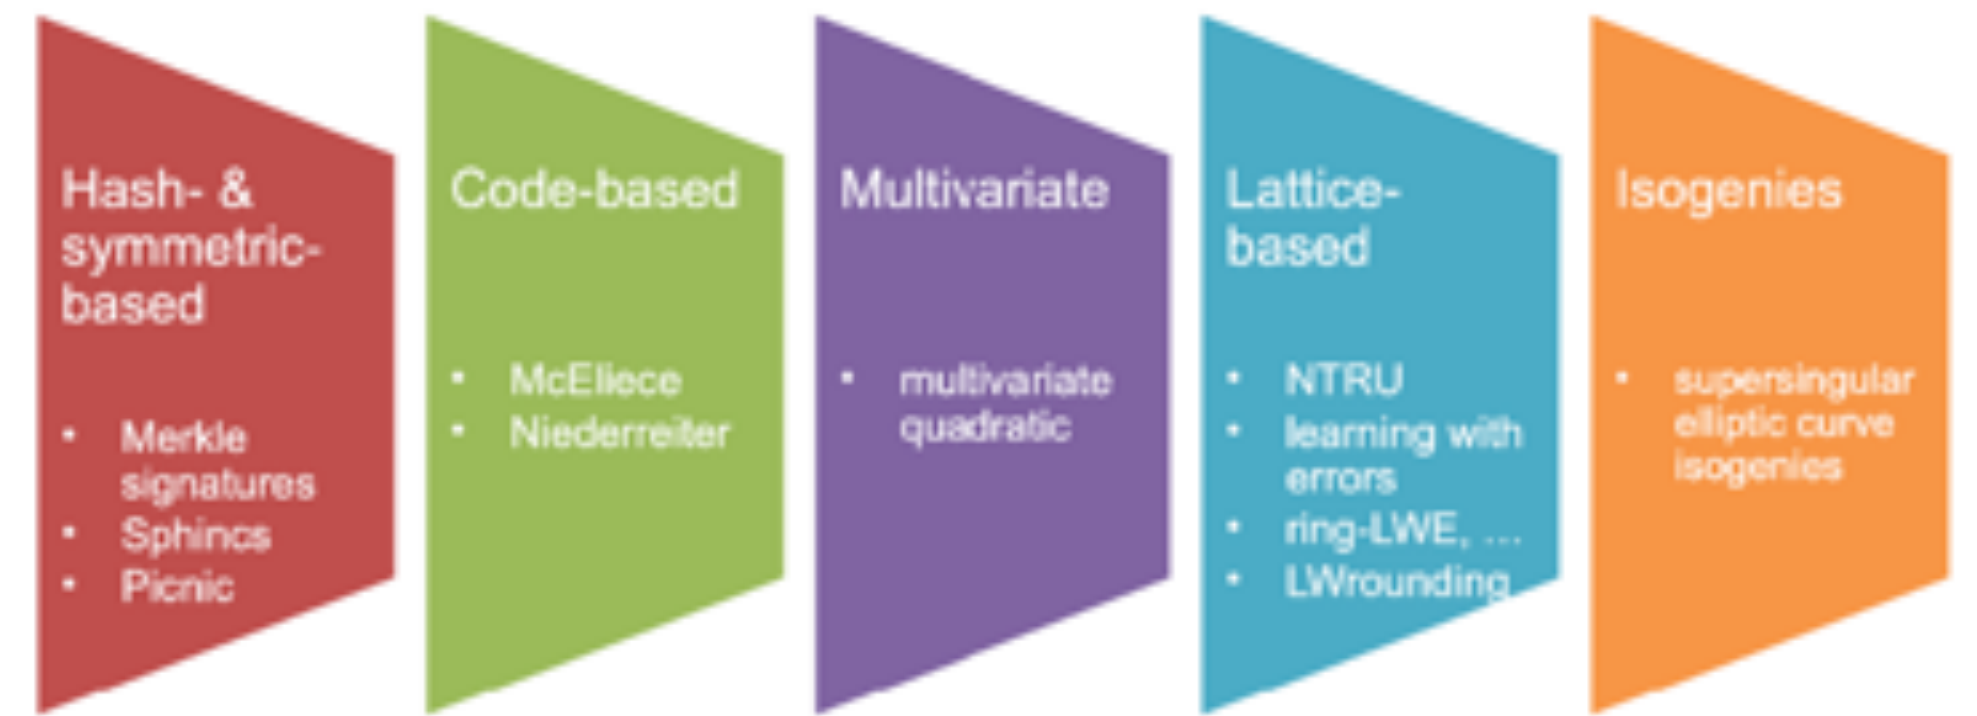 Hash- &
symmetric-
based
• Merkle
signatures
• Sphincs
• Picnic
Code-based
• McEliece
• Niederreiter
Multivariate
• multivariate
quadratic
Lattice-
based
• NTRU
• learning with
errors
• ring-LWE, ...
• LWrounding
Isogenies
• supersingular
elliptic curve
isogenies